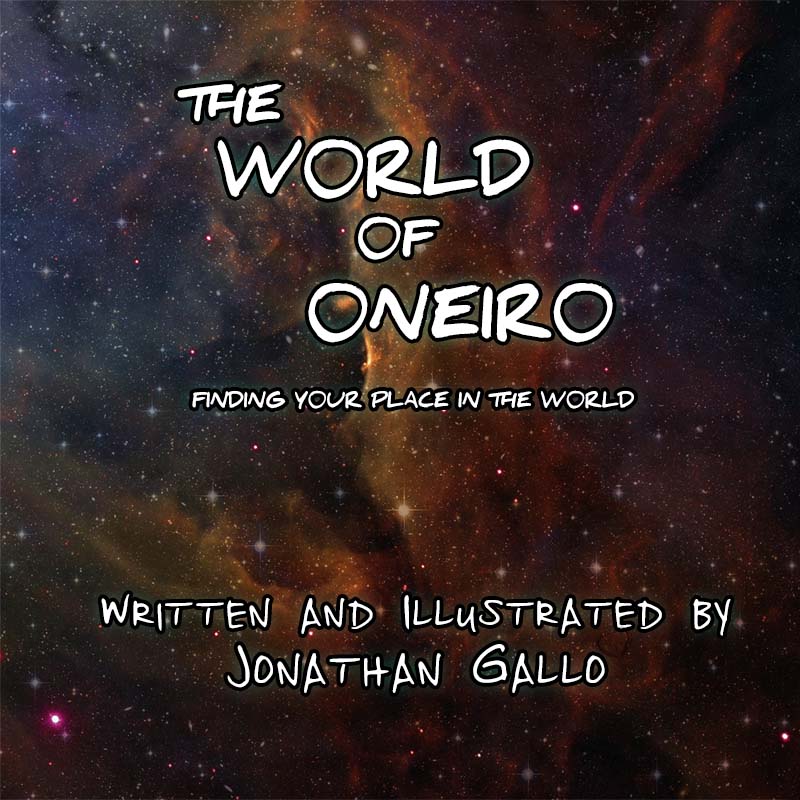 THE
WORLD
OF
ONEIRO
FINDING YOUR PLACE IN THE WORLD
WRITTEN AND ILLUSTRATED BY
JONATHAN GALLO